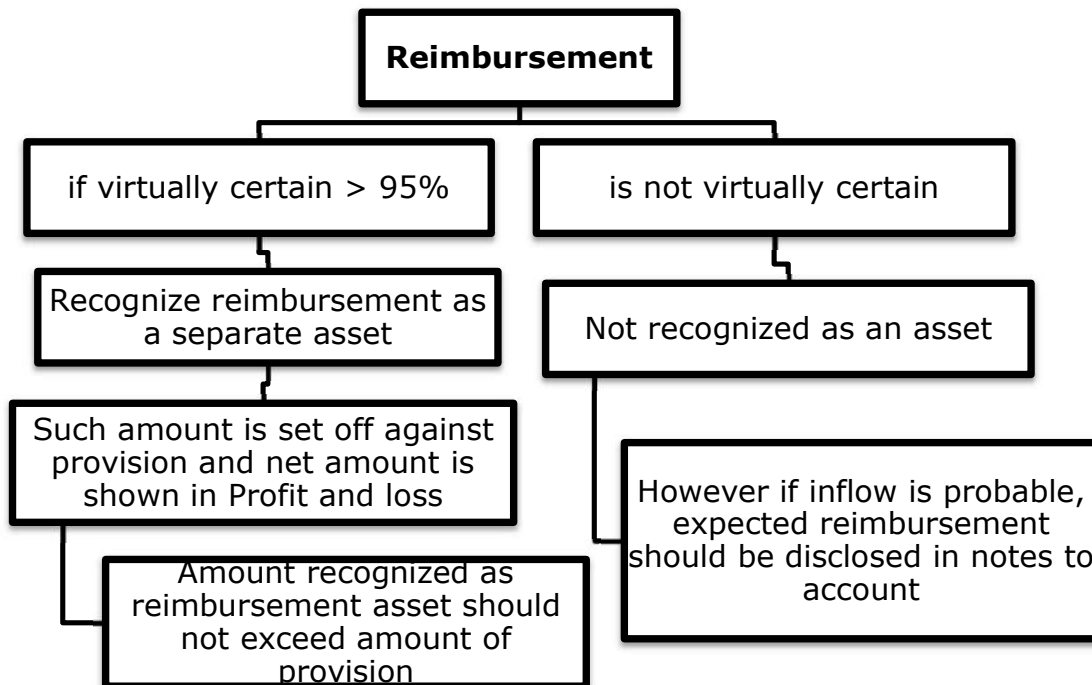 Reimbursement
if virtually certain > 95%
is not virtually certain
Recognize reimbursement as
a separate asset
Not recognized as an asset
Such amount is set off against
provision and net amount is
shown in Profit and loss
However if inflow is probable,
expected reimbursement
should be disclosed in notes to
account
Amount recognized as
reimbursement asset should
not exceed amount of
provision